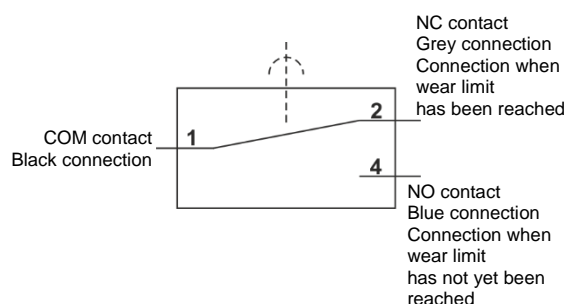 NC contact
Grey connection
Connection when
wear limit
has been reached
2
COM contact
Black connection
1
4
NO contact
Blue connection
Connection when
wear limit
has not yet been
reached